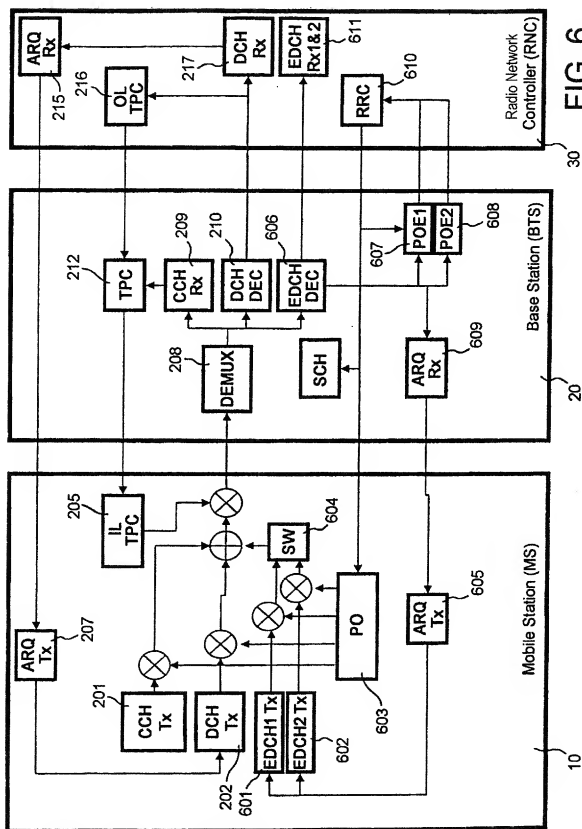 ARQ
Tx
207
IL
TPC
205
CCH
Tx
201
DCH
Tx
202
EDCH1 Tx
601
EDCH2 Tx
602
PO
603
SW
604
ARQ
Tx
605
Mobile Station (MS)
10
TPC
212
CCH
Rx
209
DCH
DEC
210
EDCH
DEC
606
DEMUX
208
SCH
POE1
607
POE2
608
ARQ
Rx
609
Base Station (BTS)
20
ARQ
Rx
215
OL
TPC
216
DCH
Rx
217
EDCH
Rx1&2
611
RRC
610
Radio Network
Controller (RNC)
30
FIG. 6